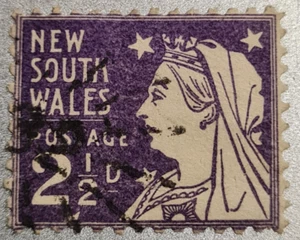 NEW
SOUTH
WALES
POSTAGE
2 1/2 D